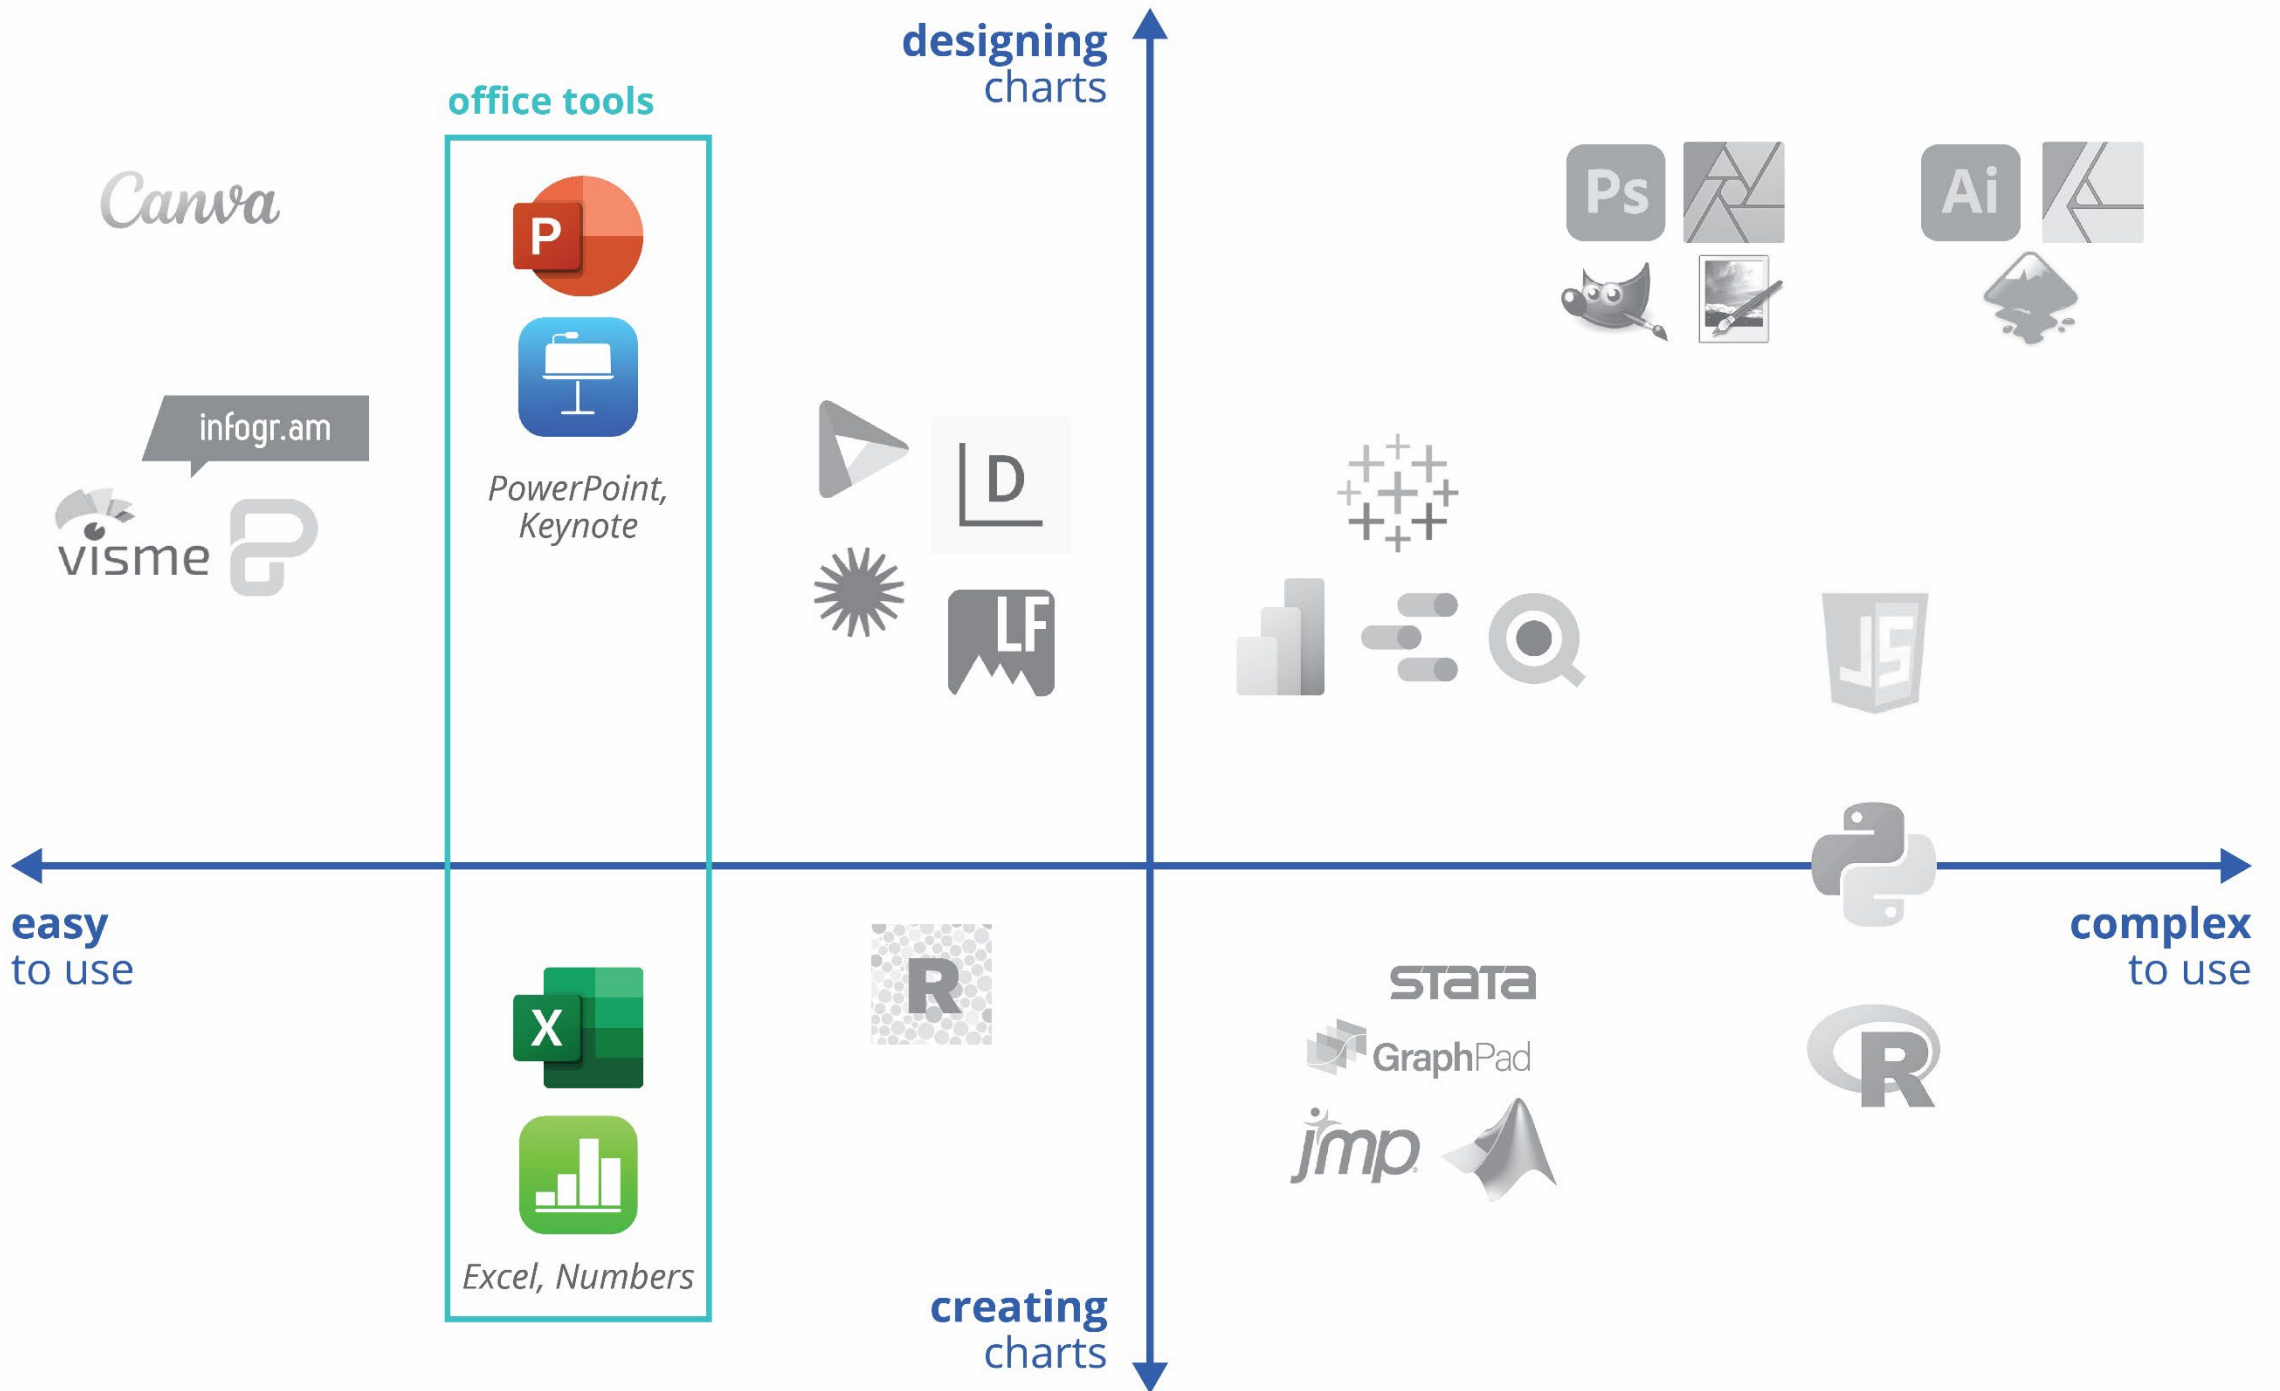 designing
charts
office tools
Canva
P
Ps
Ai
infogr.am
PowerPoint,
Keynote
visme
D
LF
JS
easy
to use
complex
to use
X
R
STATA
GraphPad
R
jmp
Excel, Numbers
creating
charts